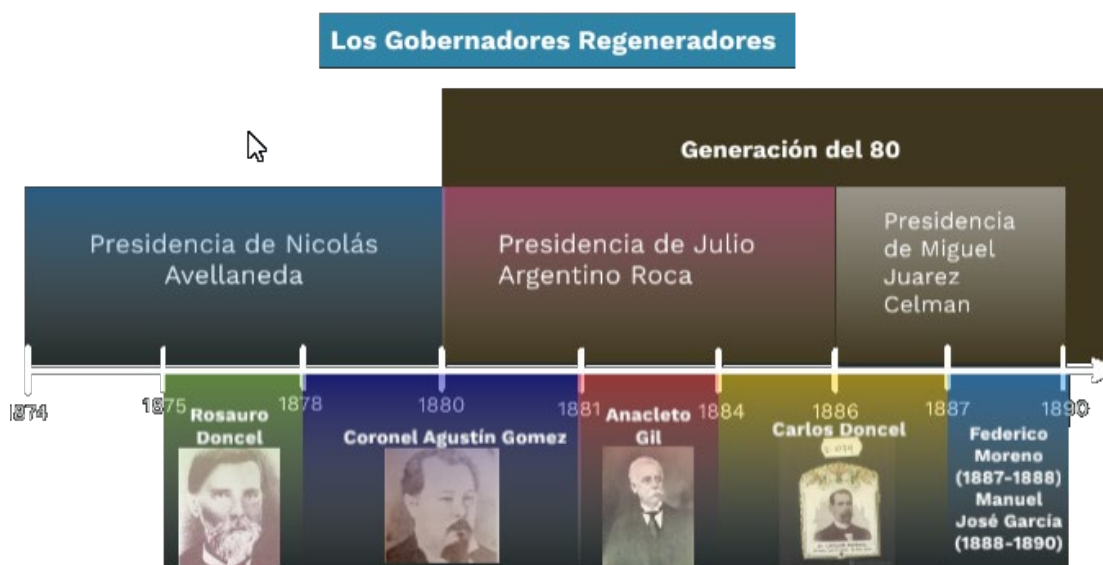 Los Gobernadores Regeneradores
Generación del 80
Presidencia de Nicolás
Avellaneda
Presidencia de Julio
Argentino Roca
Presidencia
de Miguel
Juarez
Celman
1874
1875
1878
1880
1881
1884
1886
1887
1890
Rosauro
Doncel
Coronel Agustín Gomez
Anacleto
Gil
Carlos Doncel
Federico
Moreno
(1887-1888)
Manuel
José García
(1888-1890)